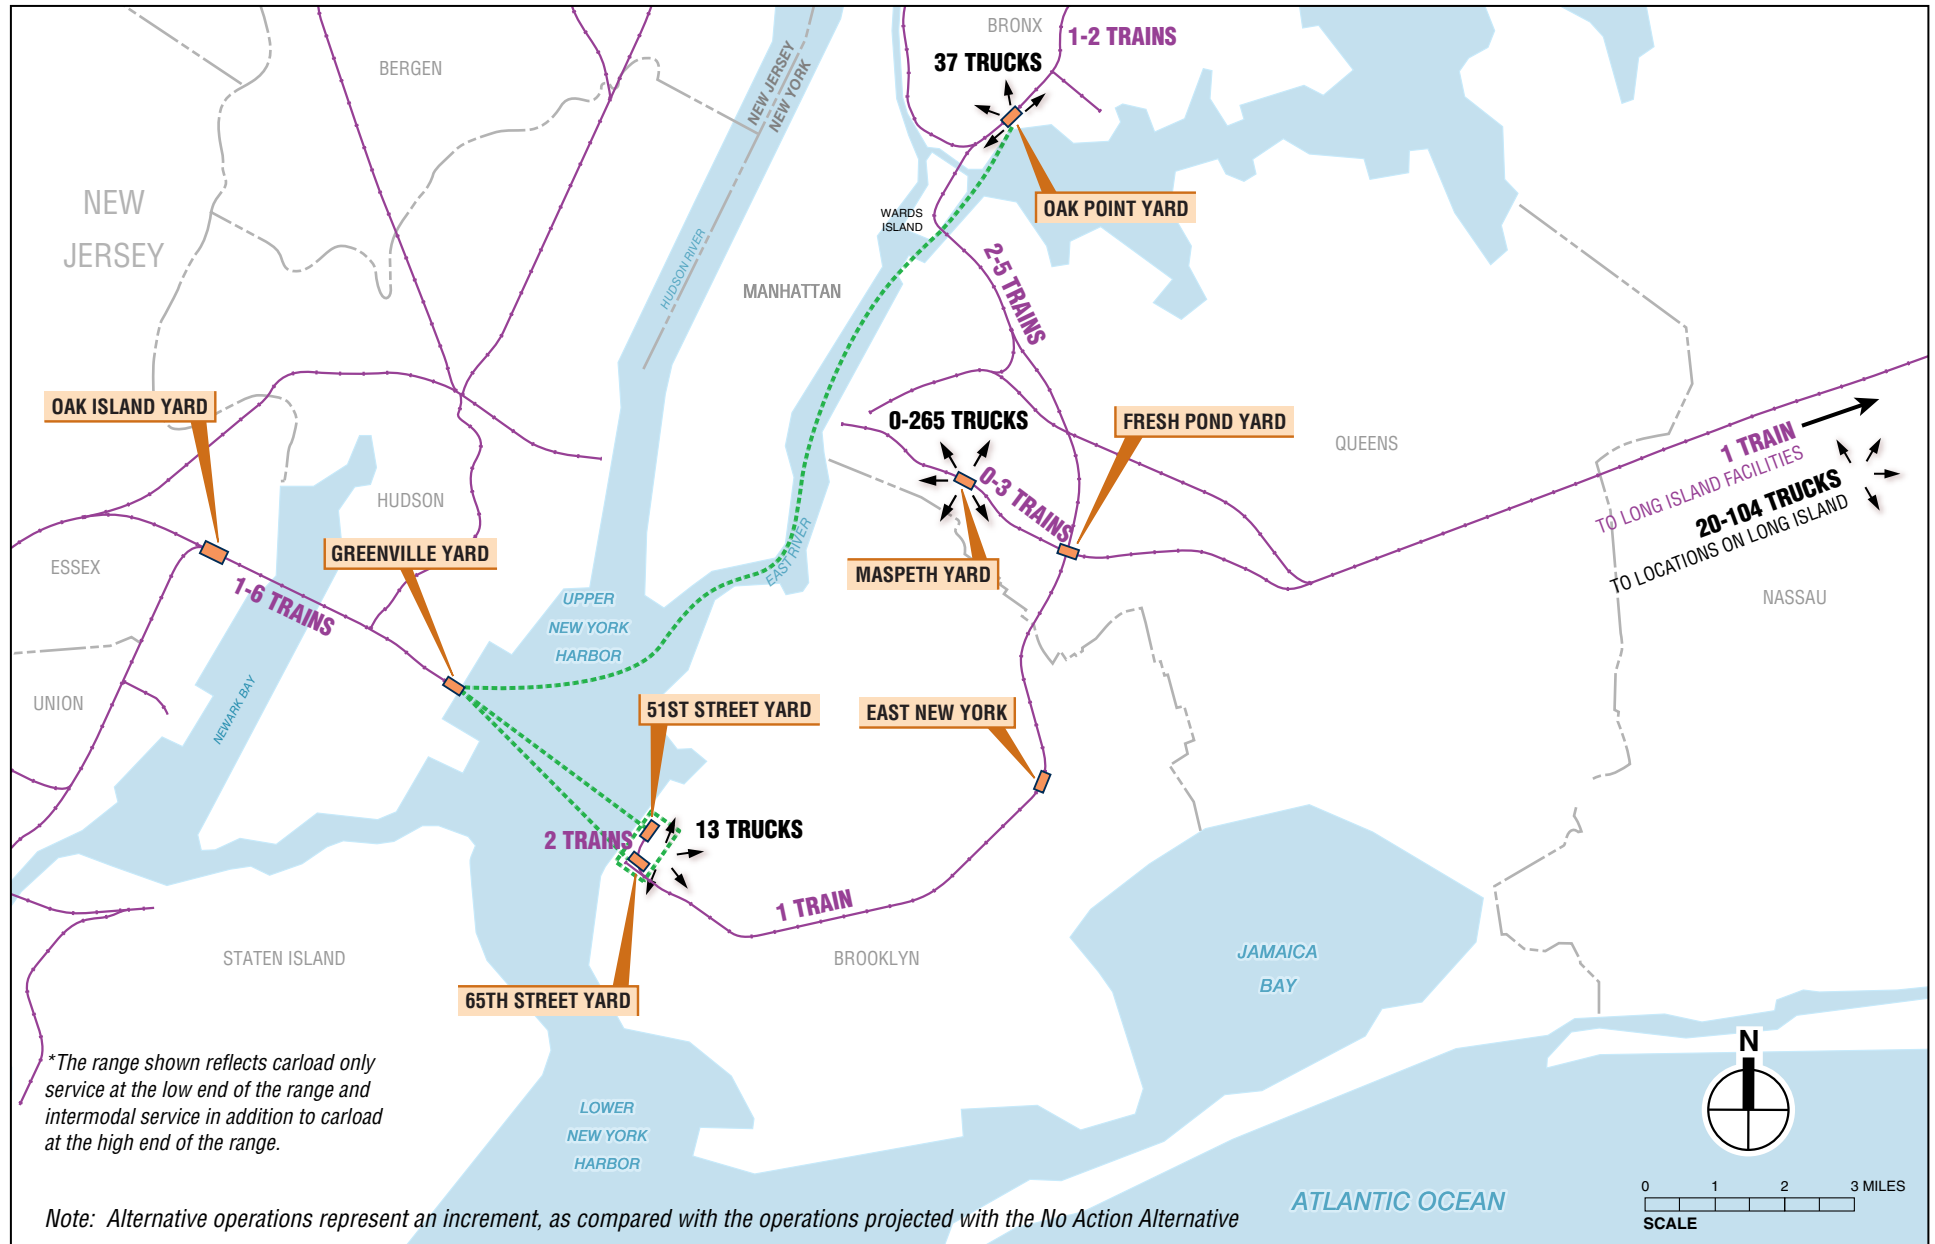 BRONX
1-2 TRAINS
37 TRUCKS
BERGEN
NEW JERSEY
NEW YORK
NEW
JERSEY
HUDSON RIVER
WARDS
ISLAND
OAK POINT YARD
MANHATTAN
2-5 TRAINS
OAK ISLAND YARD
0-265 TRUCKS
FRESH POND YARD
QUEENS
1 TRAIN
TO LONG ISLAND FACILITIES
20-104 TRUCKS
TO LOCATIONS ON LONG ISLAND
0-3 TRAINS
HUDSON
GREENVILLE YARD
ESSEX
1-6 TRAINS
EAST RIVER
MASPETH YARD
NASSAU
UPPER
NEW YORK
HARBOR
UNION
NEWARK BAY
51ST STREET YARD
EAST NEW YORK
2 TRAINS
13 TRUCKS
1 TRAIN
STATEN ISLAND
BROOKLYN
JAMAICA
BAY
65TH STREET YARD
*The range shown reflects carload only
service at the low end of the range and
intermodal service in addition to carload
at the high end of the range.
LOWER
NEW YORK
HARBOR
N
0 1 2 3 MILES
SCALE
ATLANTIC OCEAN
Note: Alternative operations represent an increment, as compared with the operations projected with the No Action Alternative